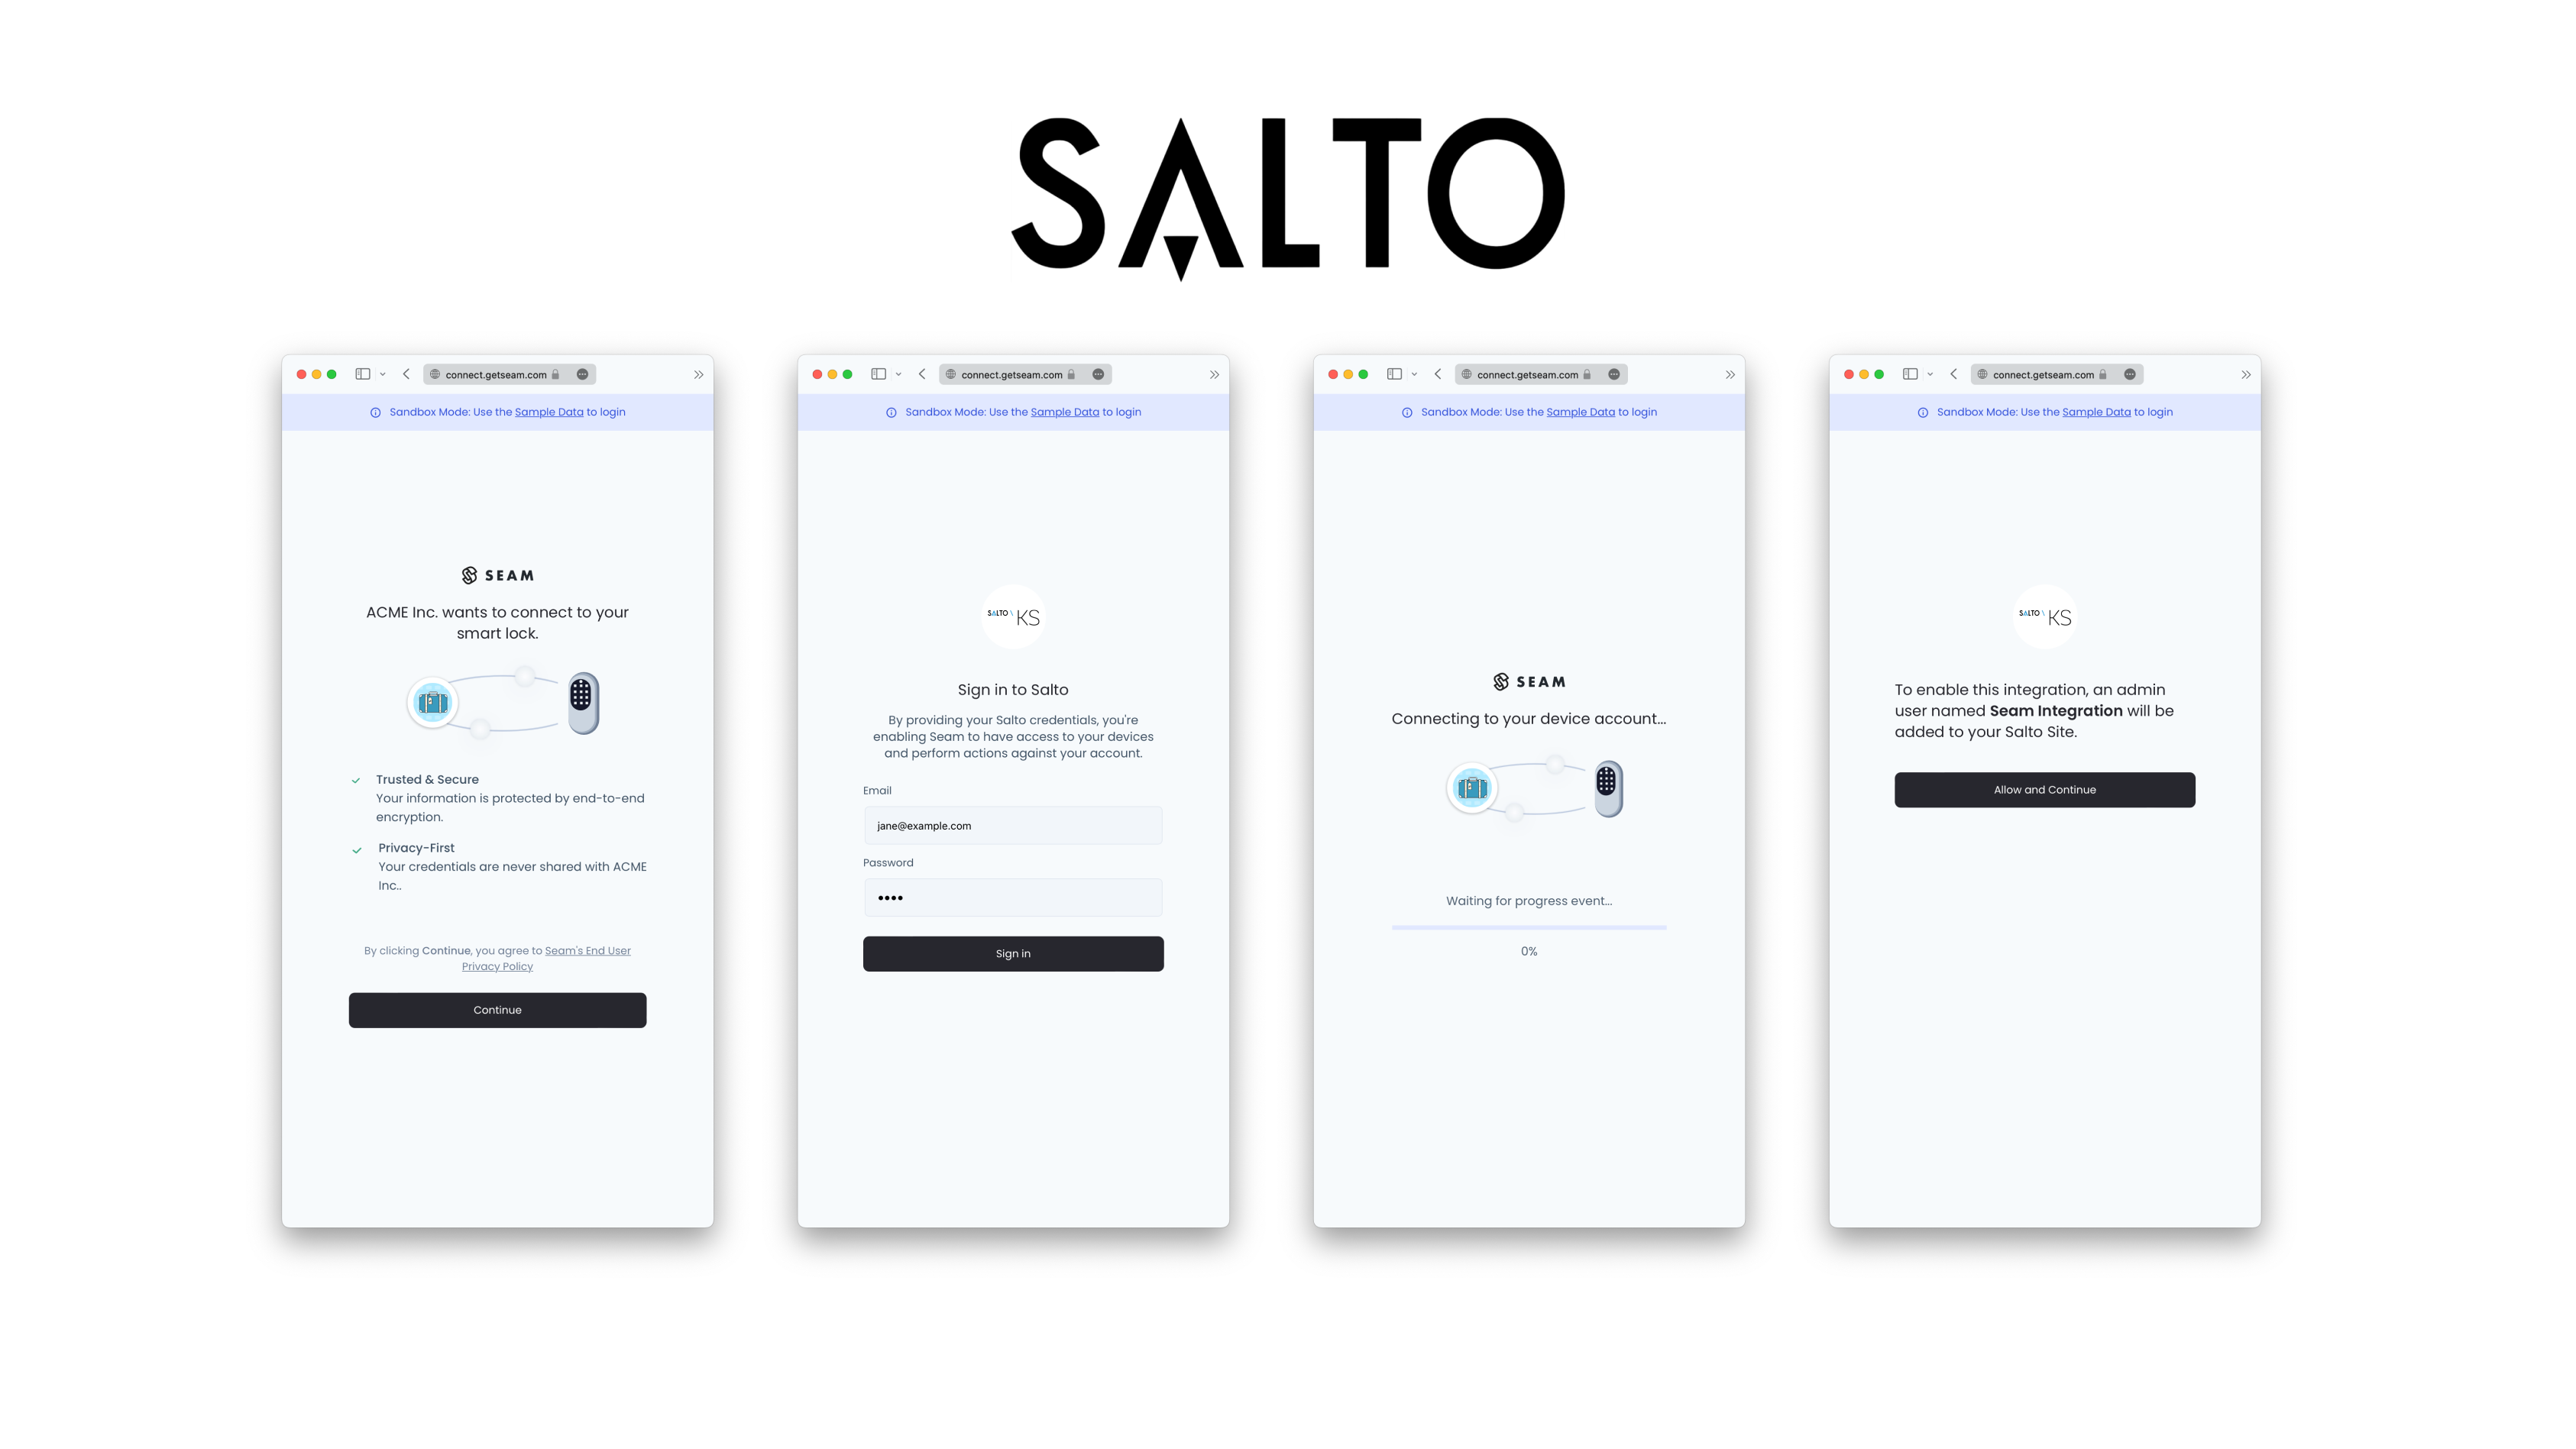 SALTO
connect.getseam.com
Sandbox Mode: Use the Sample Data to login
SEAM
ACME Inc. wants to connect to your
smart lock.
Trusted & Secure
Your information is protected by end-to-end
encryption.
Privacy-First
Your credentials are never shared with ACME
Inc..
By clicking Continue, you agree to Seam's End User
Privacy Policy
Continue
connect.getseam.com
Sandbox Mode: Use the Sample Data to login
SALTO \ KS
Sign in to Salto
By providing your Salto credentials, you're
enabling Seam to have access to your devices
and perform actions against your account.
Email
jane@example.com
Password
••••
Sign in
connect.getseam.com
Sandbox Mode: Use the Sample Data to login
SEAM
Connecting to your device account...
Waiting for progress event...
0%
connect.getseam.com
Sandbox Mode: Use the Sample Data to login
SALTO \ KS
To enable this integration, an admin
user named Seam Integration will be
added to your Salto Site.
Allow and Continue